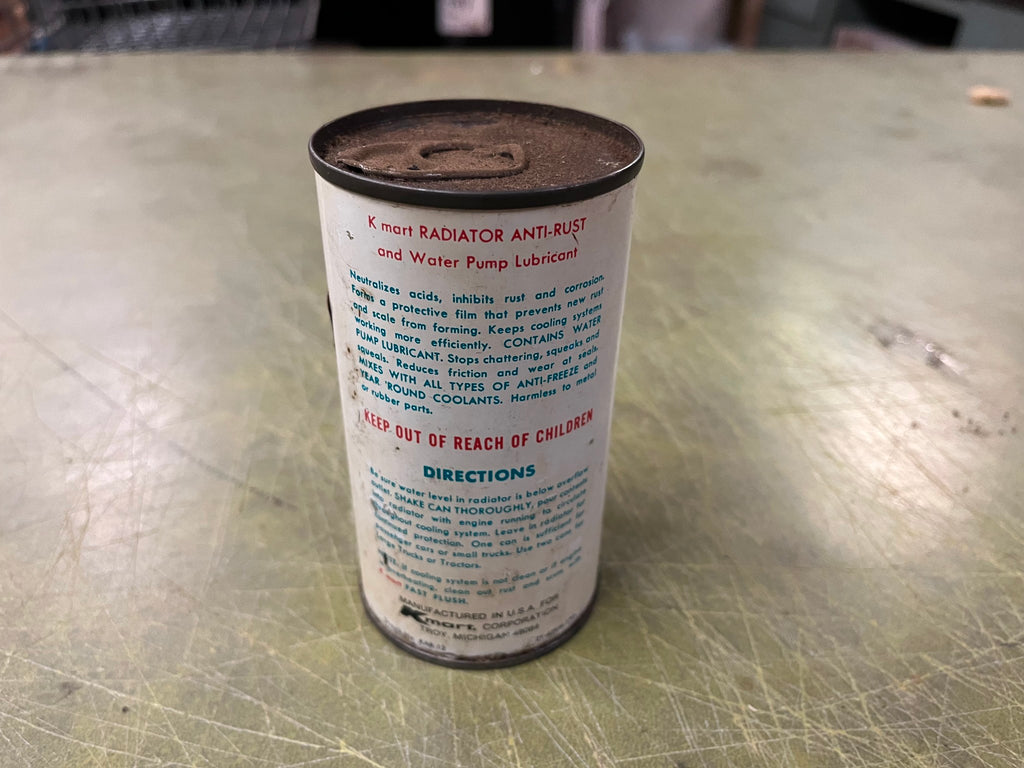 K mart RADIATOR ANTI-RUST
and Water Pump Lubricant
Neutralizes acids, inhibits rust and corrosion.
Forms a protective film that prevents new rust
and scale from forming. Keeps cooling systems
working more efficiently. CONTAINS WATER
PUMP LUBRICANT. Stops chattering, squeaks and
squeals. Reduces friction and wear at seals.
MIXES WITH ALL TYPES OF ANTI-FREEZE and
YEAR 'ROUND COOLANTS. Harmless to metal
or rubber parts.
KEEP OUT OF REACH OF CHILDREN
DIRECTIONS
Be sure water level in radiator is below overflow
outlet. SHAKE CAN THOROUGHLY, pour contents
into radiator with engine running to circulate
throughout cooling system. Leave in radiator for
continued protection. One can is sufficient for
passenger cars or small trucks. Use two cans for
Large Trucks or Tractors.
if cooling system is not clean or if engine
overheating, clean out rust and scale with
K mart FAST FLUSH.
MANUFACTURED IN U.S.A. FOR
Kmart CORPORATION
TROY, MICHIGAN 48084